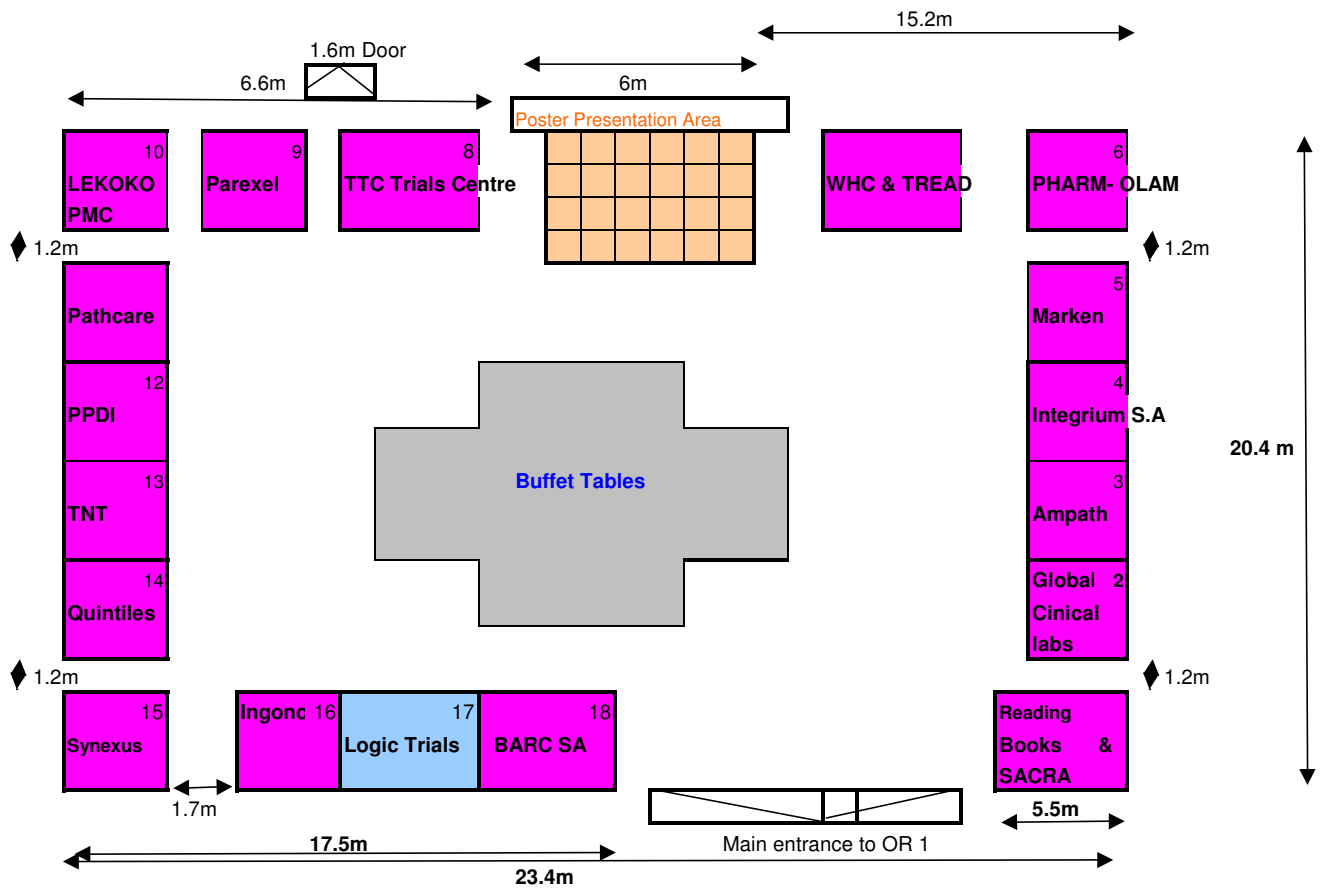 15.2m
1.6m Door
6.6m
6m
Poster Presentation Area
10
LEKOKO
PMC
9
Parexel
8
TTC Trials Centre
WHC & TREAD
6
PHARM- OLAM
1.2m
1.2m
Pathcare
5
Marken
12
PPDI
4
Integrium S.A
20.4 m
Buffet Tables
13
TNT
3
Ampath
14
Quintiles
Global 2
Cinical
labs
1.2m
1.2m
15
Synexus
Ingono 16
17
Logic Trials
18
BARC SA
Reading
Books &
SACRA
1.7m
5.5m
17.5m
Main entrance to OR 1
23.4m